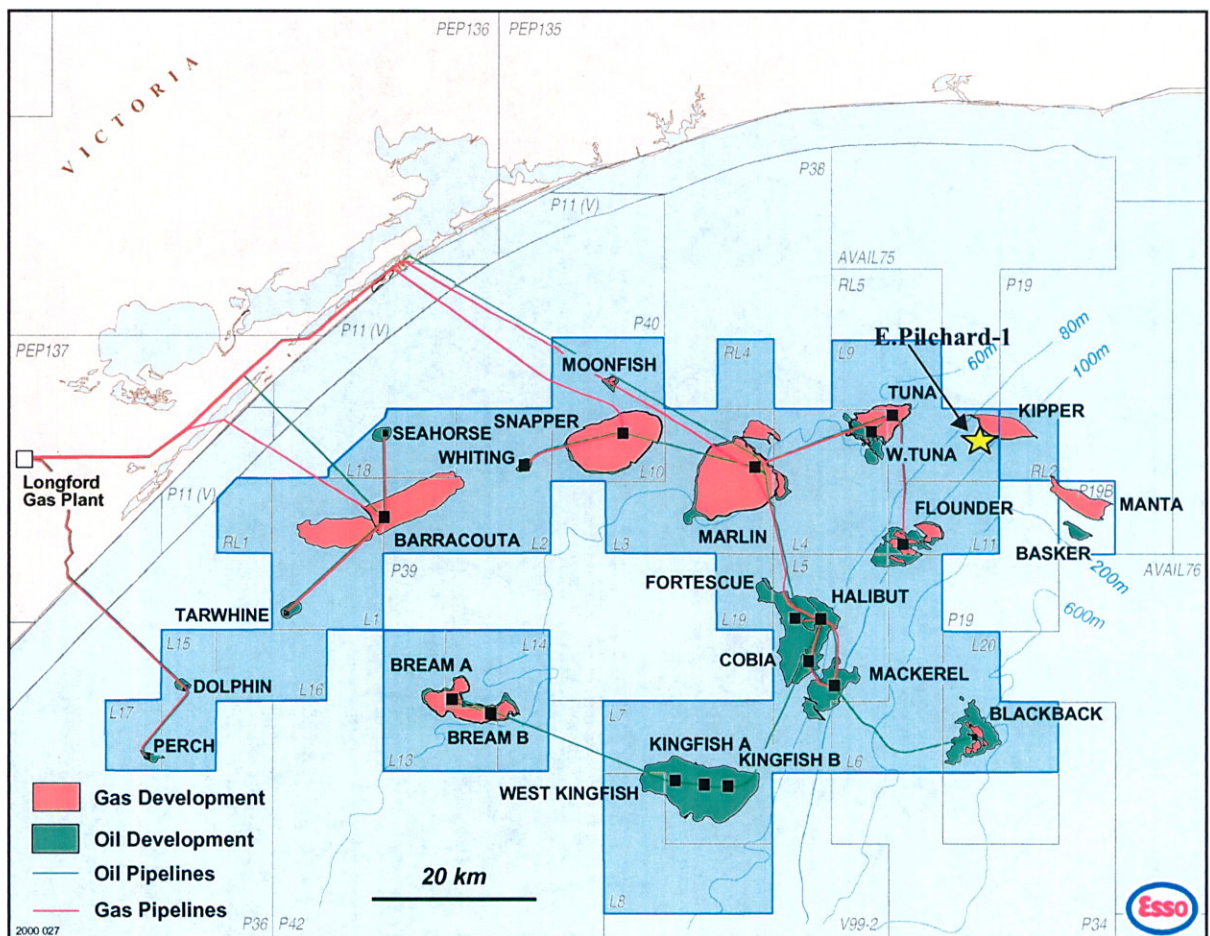 PEP136
PEP135
VICTORIA
P38
P11 (V)
AVAIL75
RL5
P19
P11 (V)
P40
PEP137
80m
60m
100m
E.Pilchard-1
RL4
L9
MOONFISH
TUNA
KIPPER
SNAPPER
SEAHORSE
WHITING
W.TUNA
L18
L10
RL2
Longford
Gas Plant
P11 (V)
P19B
MANTA
FLOUNDER
BARRACOUTA
MARLIN
RL1
L2
L3
L4
L11
BASKER
P39
L5
AVAIL76
200m
FORTESCUE
HALIBUT
600m
TARWHINE
L1
L19
P19
L15
L14
L20
COBIA
BREAM A
MACKEREL
DOLPHIN
L16
L17
L7
BLACKBACK
BREAM B
PERCH
KINGFISH A
KINGFISH B
L13
L6
WEST KINGFISH
Gas Development
Oil Development
Oil Pipelines
20 km
Gas Pipelines
L8
Esso
2000 027
P36
P42
V99-2
P34